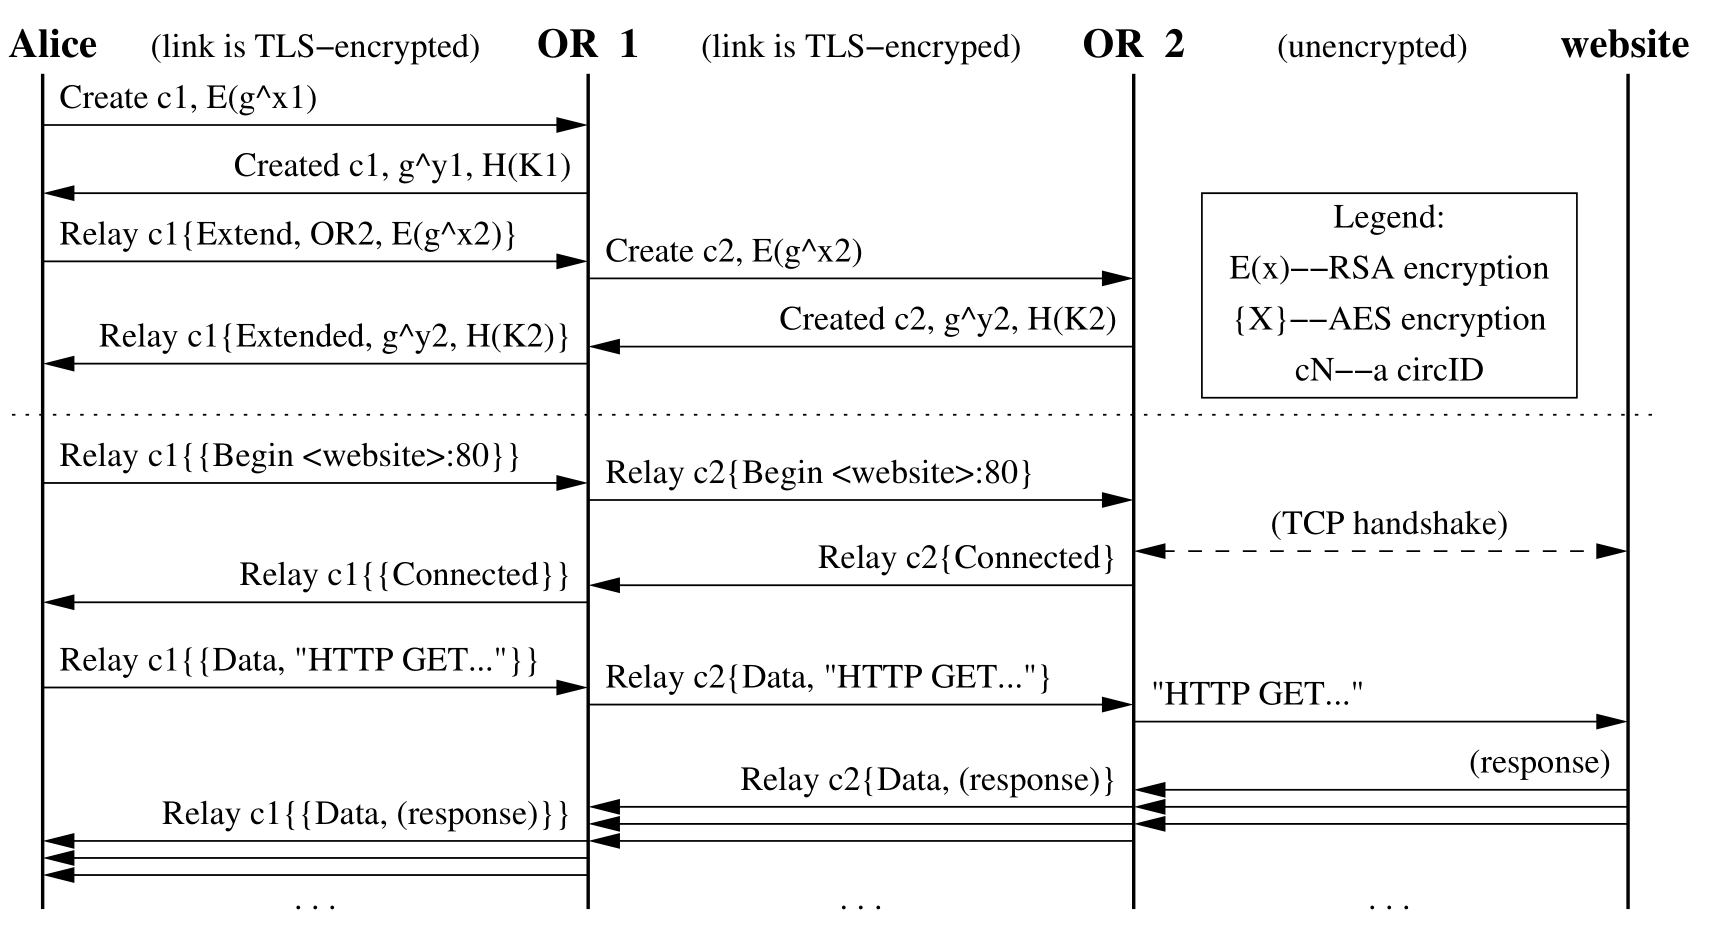 Alice (link is TLS−encrypted) OR 1 (link is TLS−encryped) OR 2 (unencrypted) website
Create c1, E(g^x1)
Created c1, g^y1, H(K1)
Relay c1{Extend, OR2, E(g^x2)}
Create c2, E(g^x2)
Created c2, g^y2, H(K2)
Relay c1{Extended, g^y2, H(K2)}
Legend:
E(x)−−RSA encryption
{X}−−AES encryption
cN−−a circID
Relay c1{{Begin <website>:80}}
Relay c2{Begin <website>:80}
(TCP handshake)
Relay c2{Connected}
Relay c1{{Connected}}
Relay c1{{Data, "HTTP GET..."}}
Relay c2{Data, "HTTP GET..."}
"HTTP GET..."
(response)
Relay c2{Data, (response)}
Relay c1{{Data, (response)}}
. . . . . . . . .